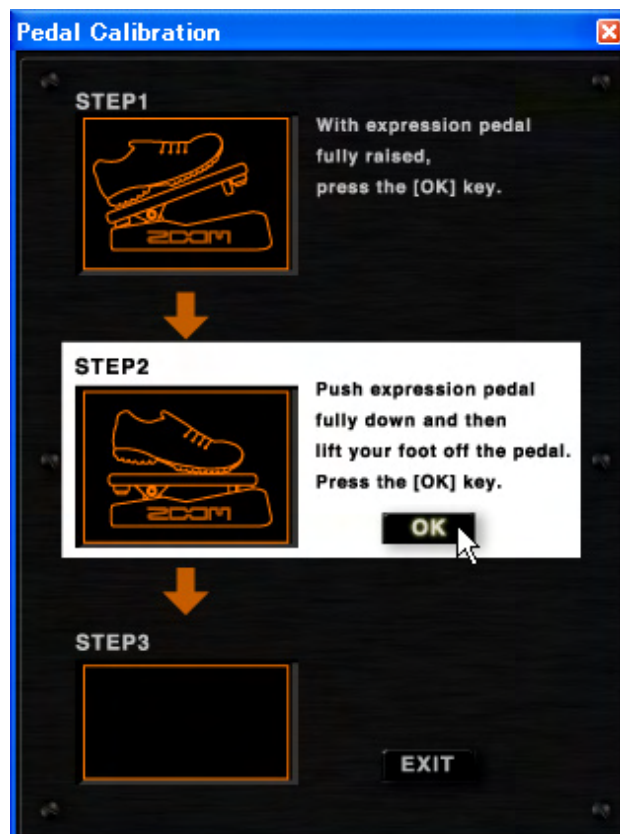 Pedal Calibration
STEP1
With expression pedal
fully raised,
press the [OK] key.
ZOOM
STEP2
Push expression pedal
fully down and then
lift your foot off the pedal.
Press the [OK] key.
ZOOM
OK
STEP3
EXIT